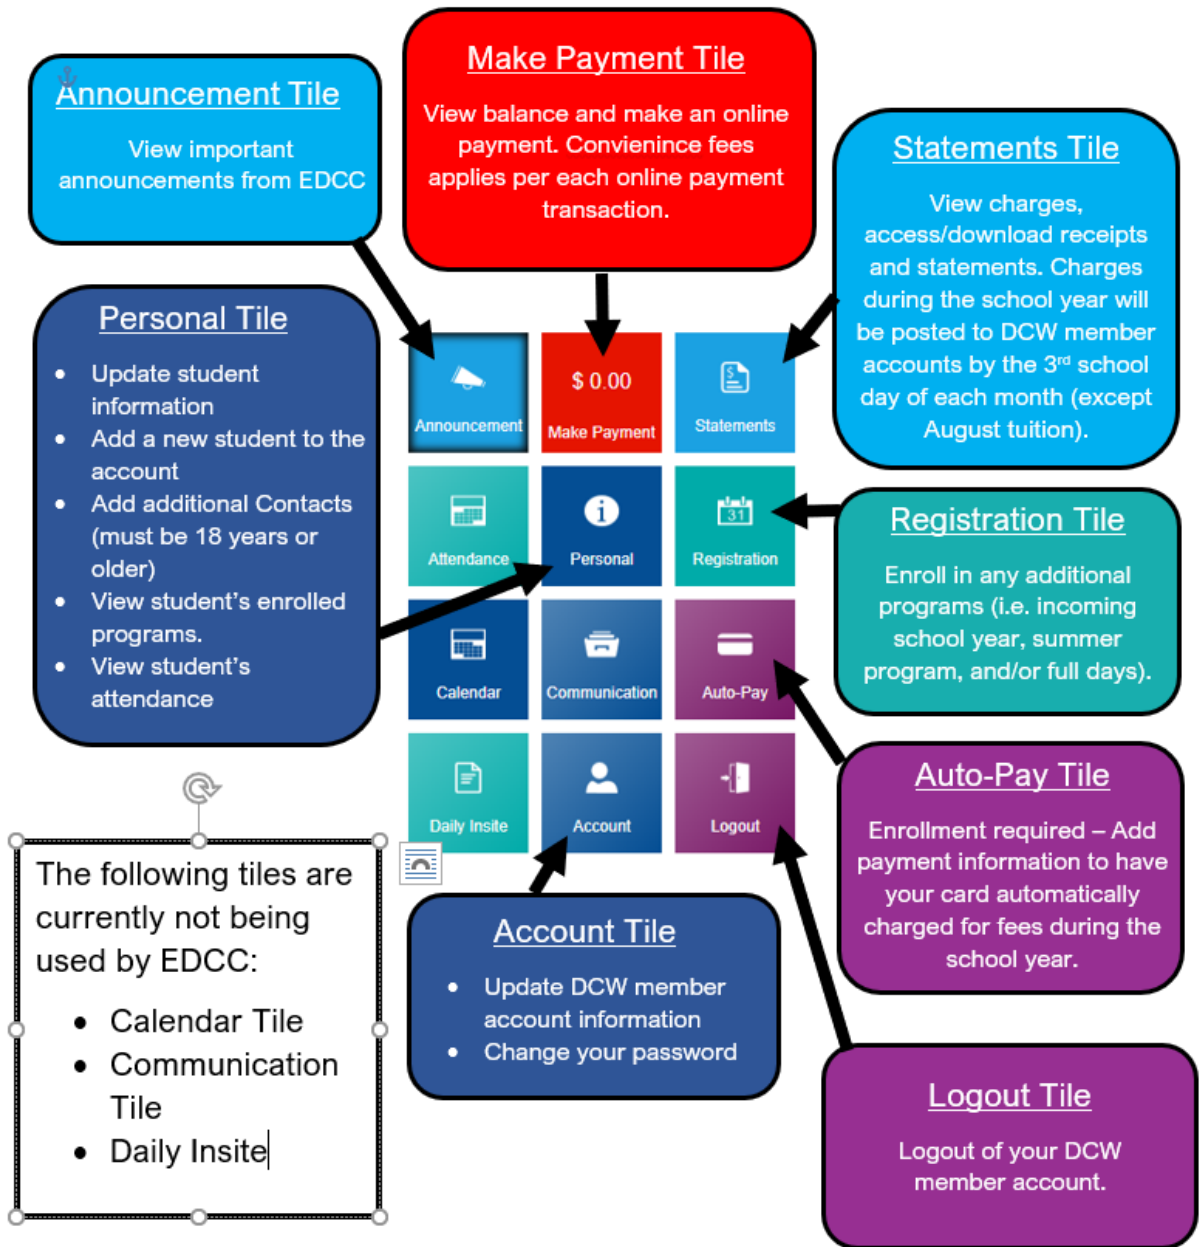 Announcement Tile
View important
announcements from EDCC
Make Payment Tile
View balance and make an online
payment. Convienince fees
applies per each online payment
transaction.
Statements Tile
View charges,
access/download receipts
and statements. Charges
during the school year will
be posted to DCW member
accounts by the 3rd school
day of each month (except
August tuition).
Personal Tile
• Update student
information
• Add a new student to the
account
• Add additional Contacts
(must be 18 years or
older)
• View student's enrolled
programs.
• View student's
attendance
Announcement
$ 0.00
Make Payment
$
Statements
Attendance
i
Personal
31
Registration
Calendar
Communication
Auto-Pay
Daily Insite
Account
Logout
Registration Tile
Enroll in any additional
programs (i.e. incoming
school year, summer
program, and/or full days).
Auto-Pay Tile
Enrollment required – Add
payment information to have
your card automatically
charged for fees during the
school year.
The following tiles are
currently not being
used by EDCC:
• Calendar Tile
• Communication
Tile
• Daily Insite
Account Tile
• Update DCW member
account information
• Change your password
Logout Tile
Logout of your DCW
member account.